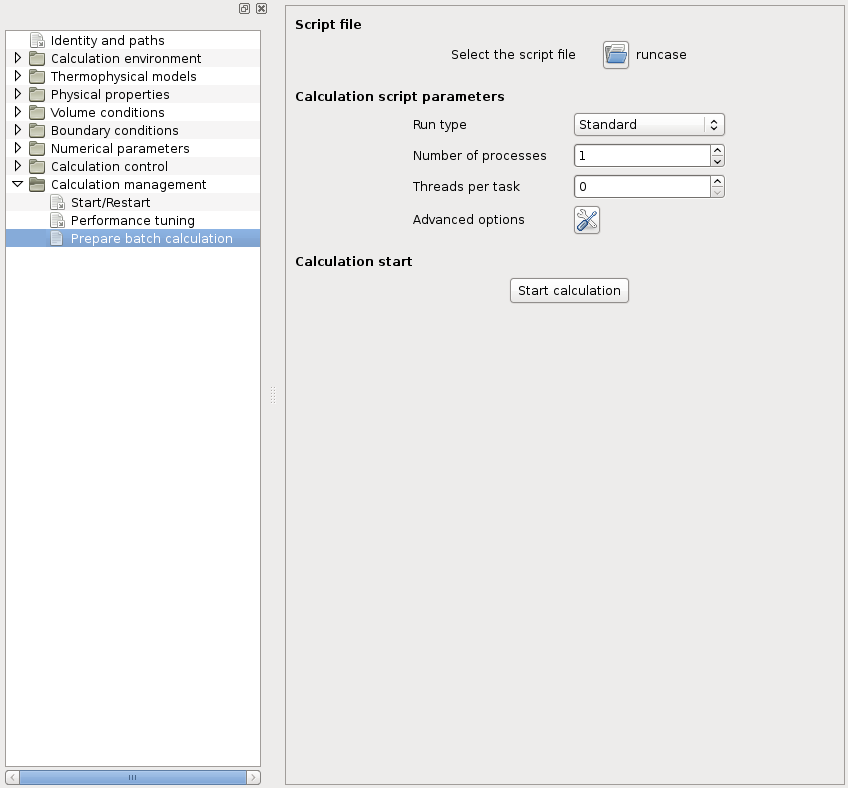 Identity and paths
Calculation environment
Thermophysical models
Physical properties
Volume conditions
Boundary conditions
Numerical parameters
Calculation control
Calculation management
Start/Restart
Performance tuning
Prepare batch calculation
Script file
Select the script file runcase
Calculation script parameters
Run type Standard
Number of processes 1
Threads per task 0
Advanced options
Calculation start
Start calculation